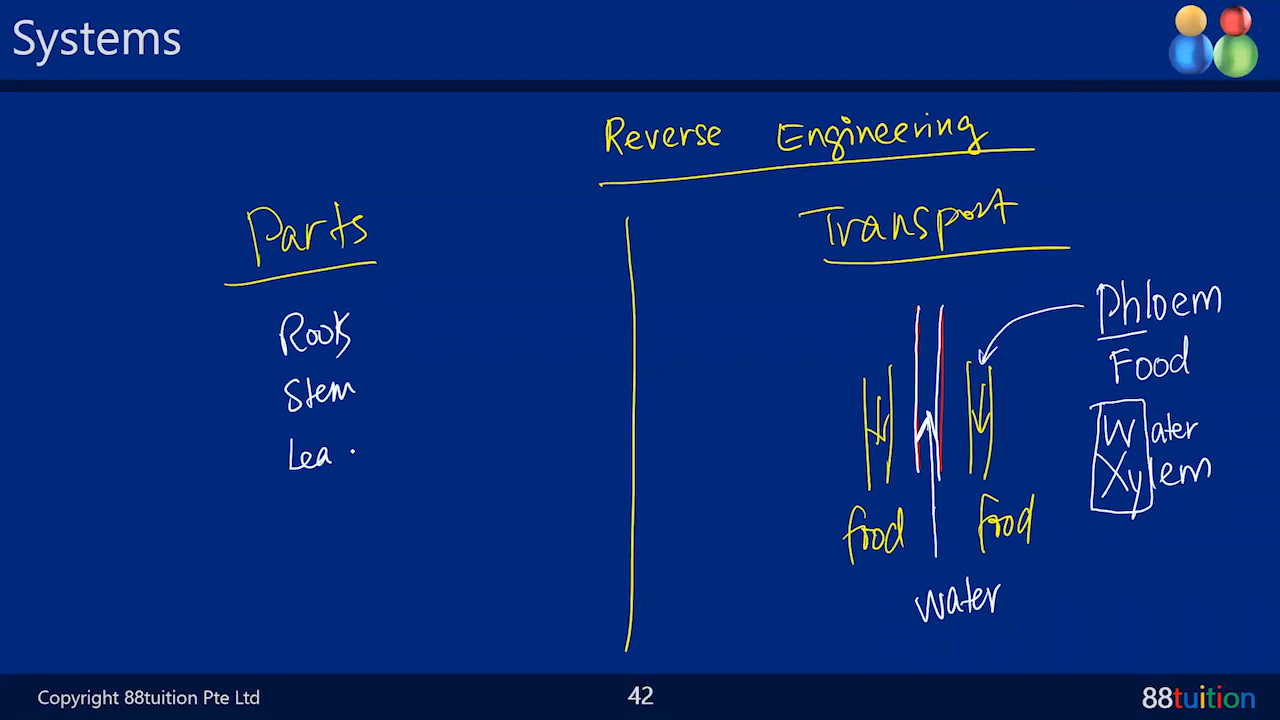 Systems
Reverse Engineering
Parts
Roots
Stem
Lea
Transport
Phloem
Food
Water
Xylem
food
food
water
Copyright 88tuition Pte Ltd
42
88tuition